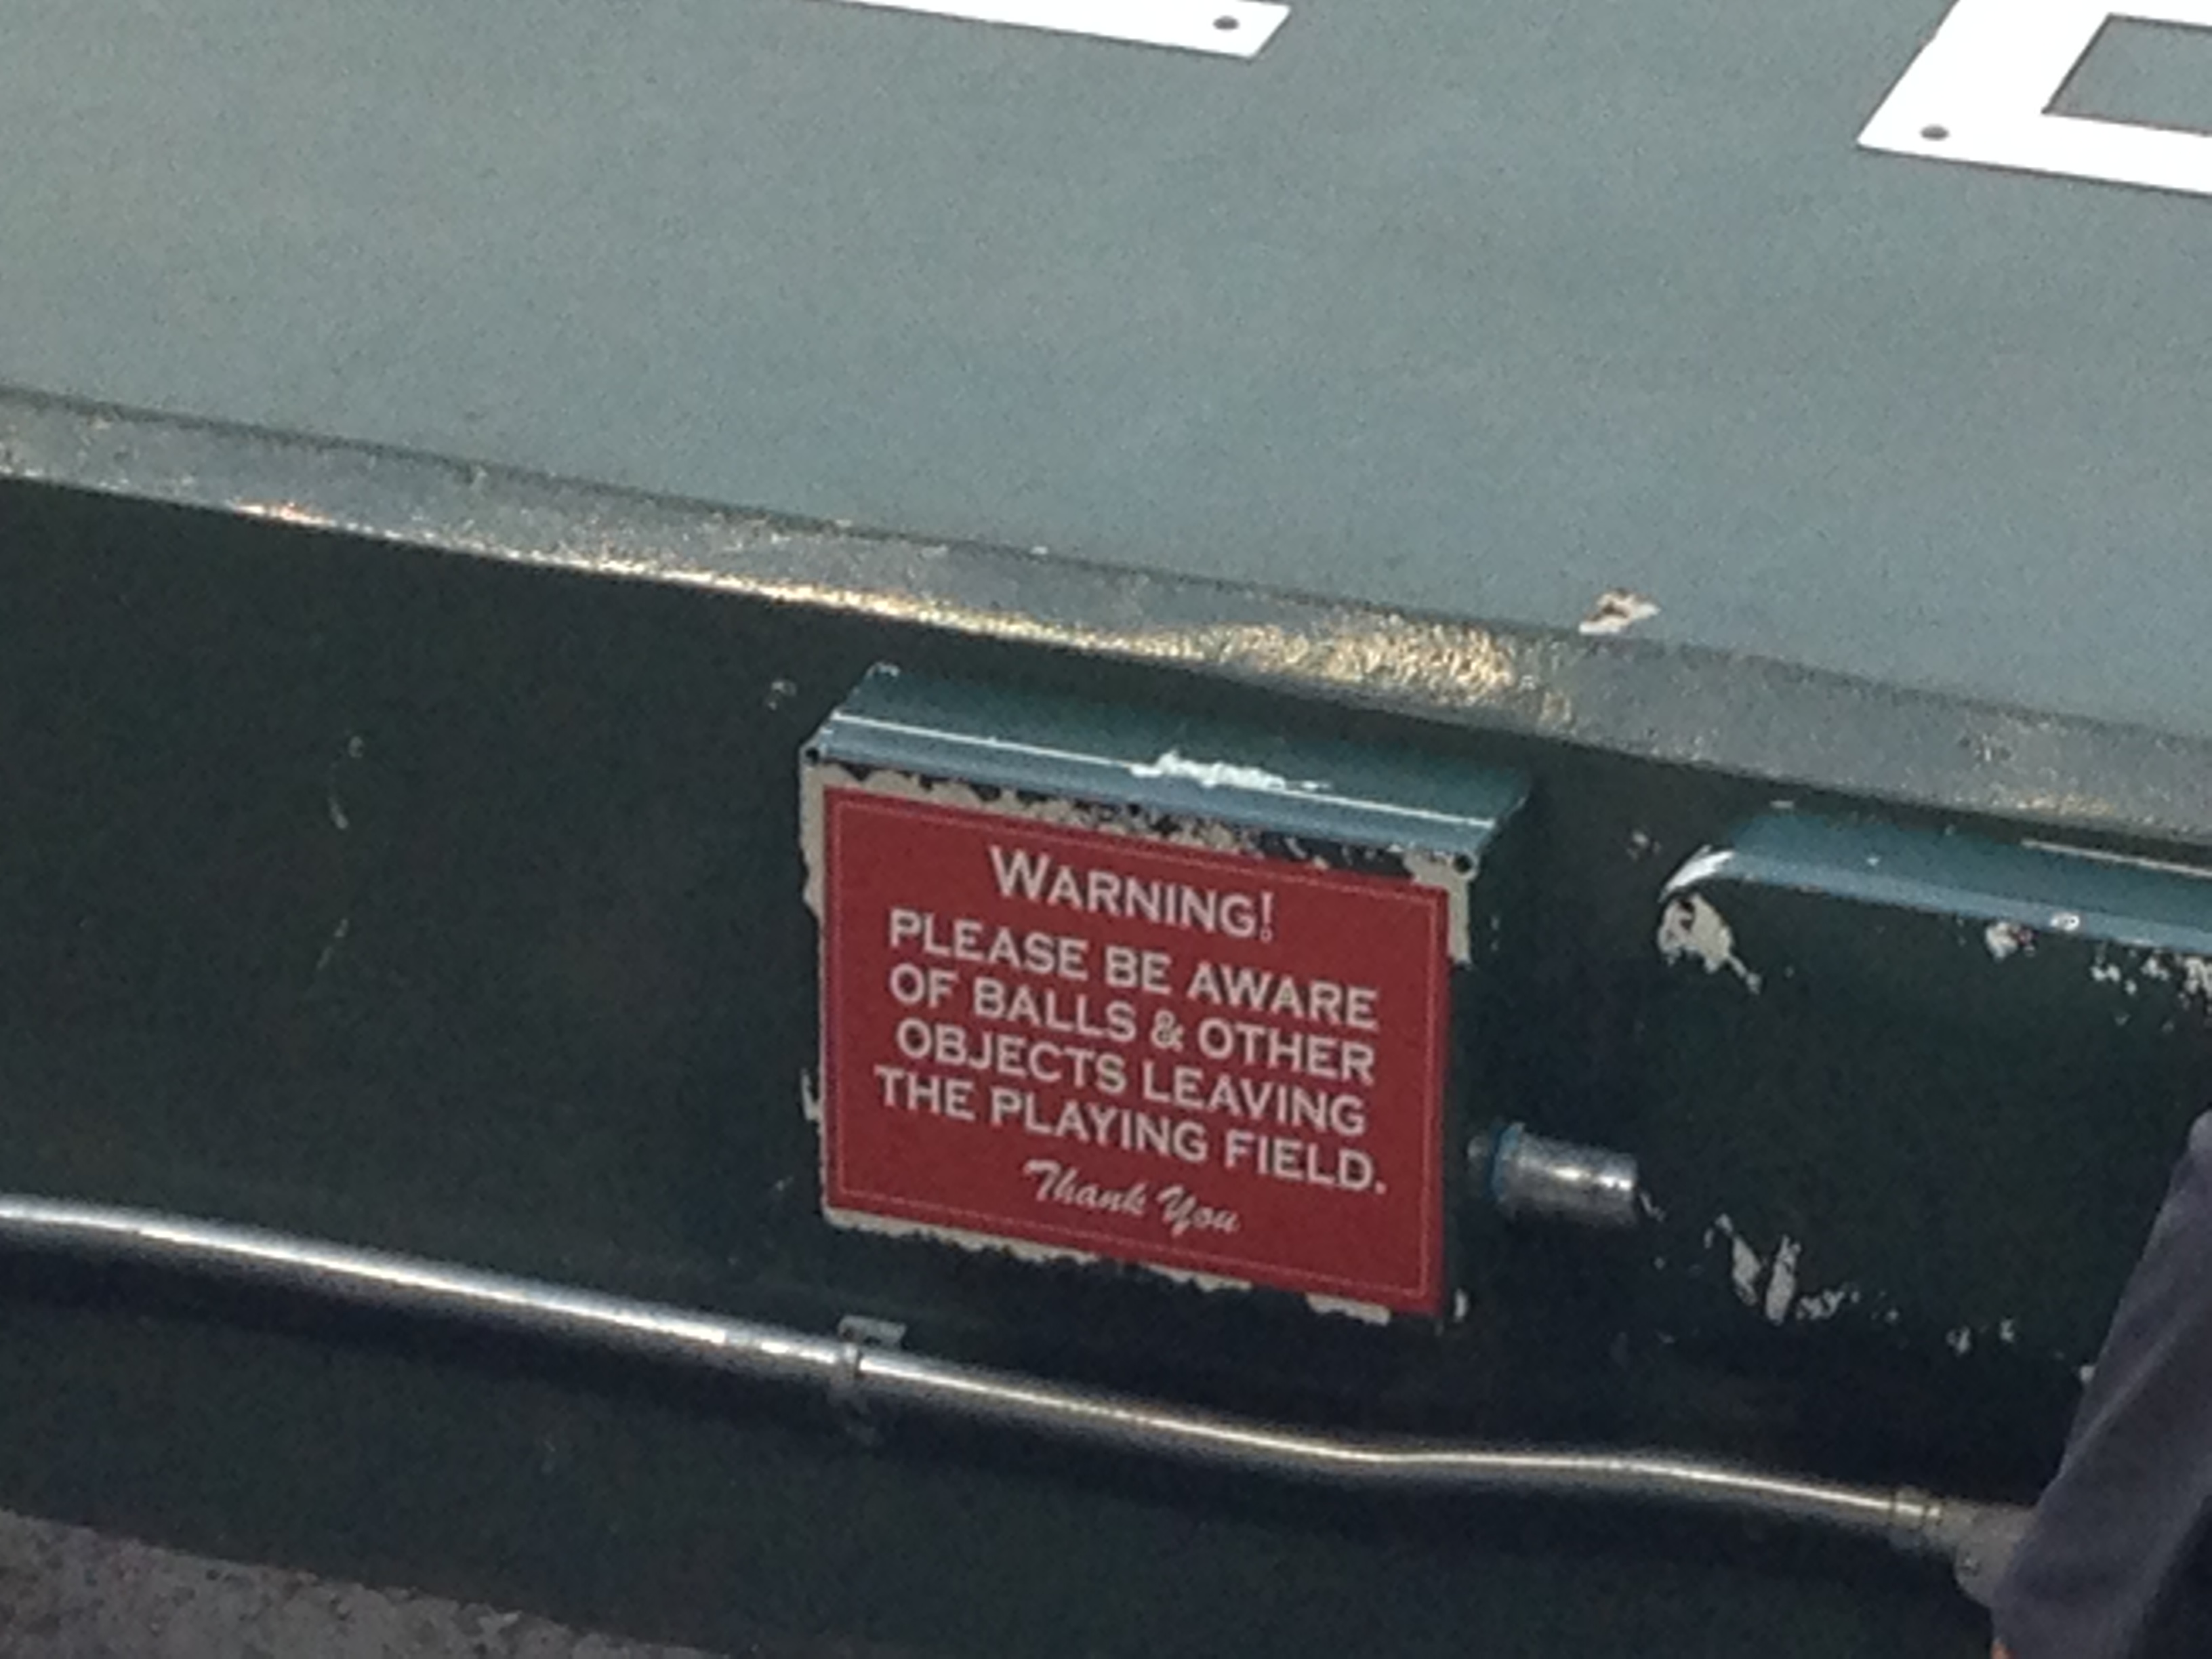 WARNING!
PLEASE BE AWARE
OF BALLS & OTHER
OBJECTS LEAVING
THE PLAYING FIELD.
Thank You